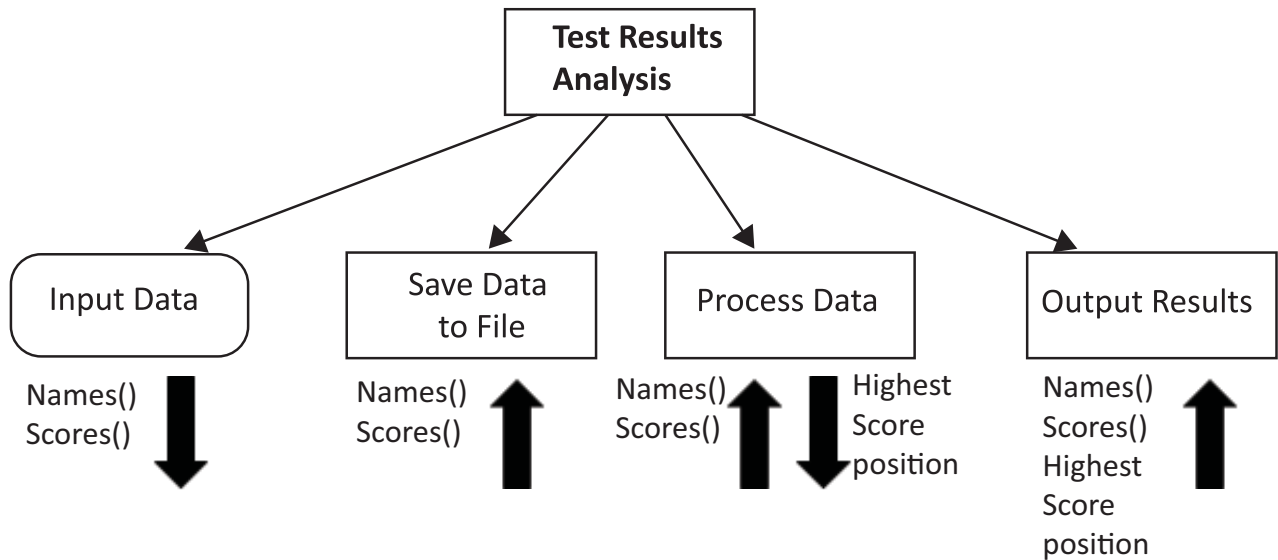 Test Results
Analysis
Input Data
Save Data
to File
Process Data
Output Results
Names()
Scores()
Names()
Scores()
Names()
Scores()
Highest
Score
position
Names()
Scores()
Highest
Score
position